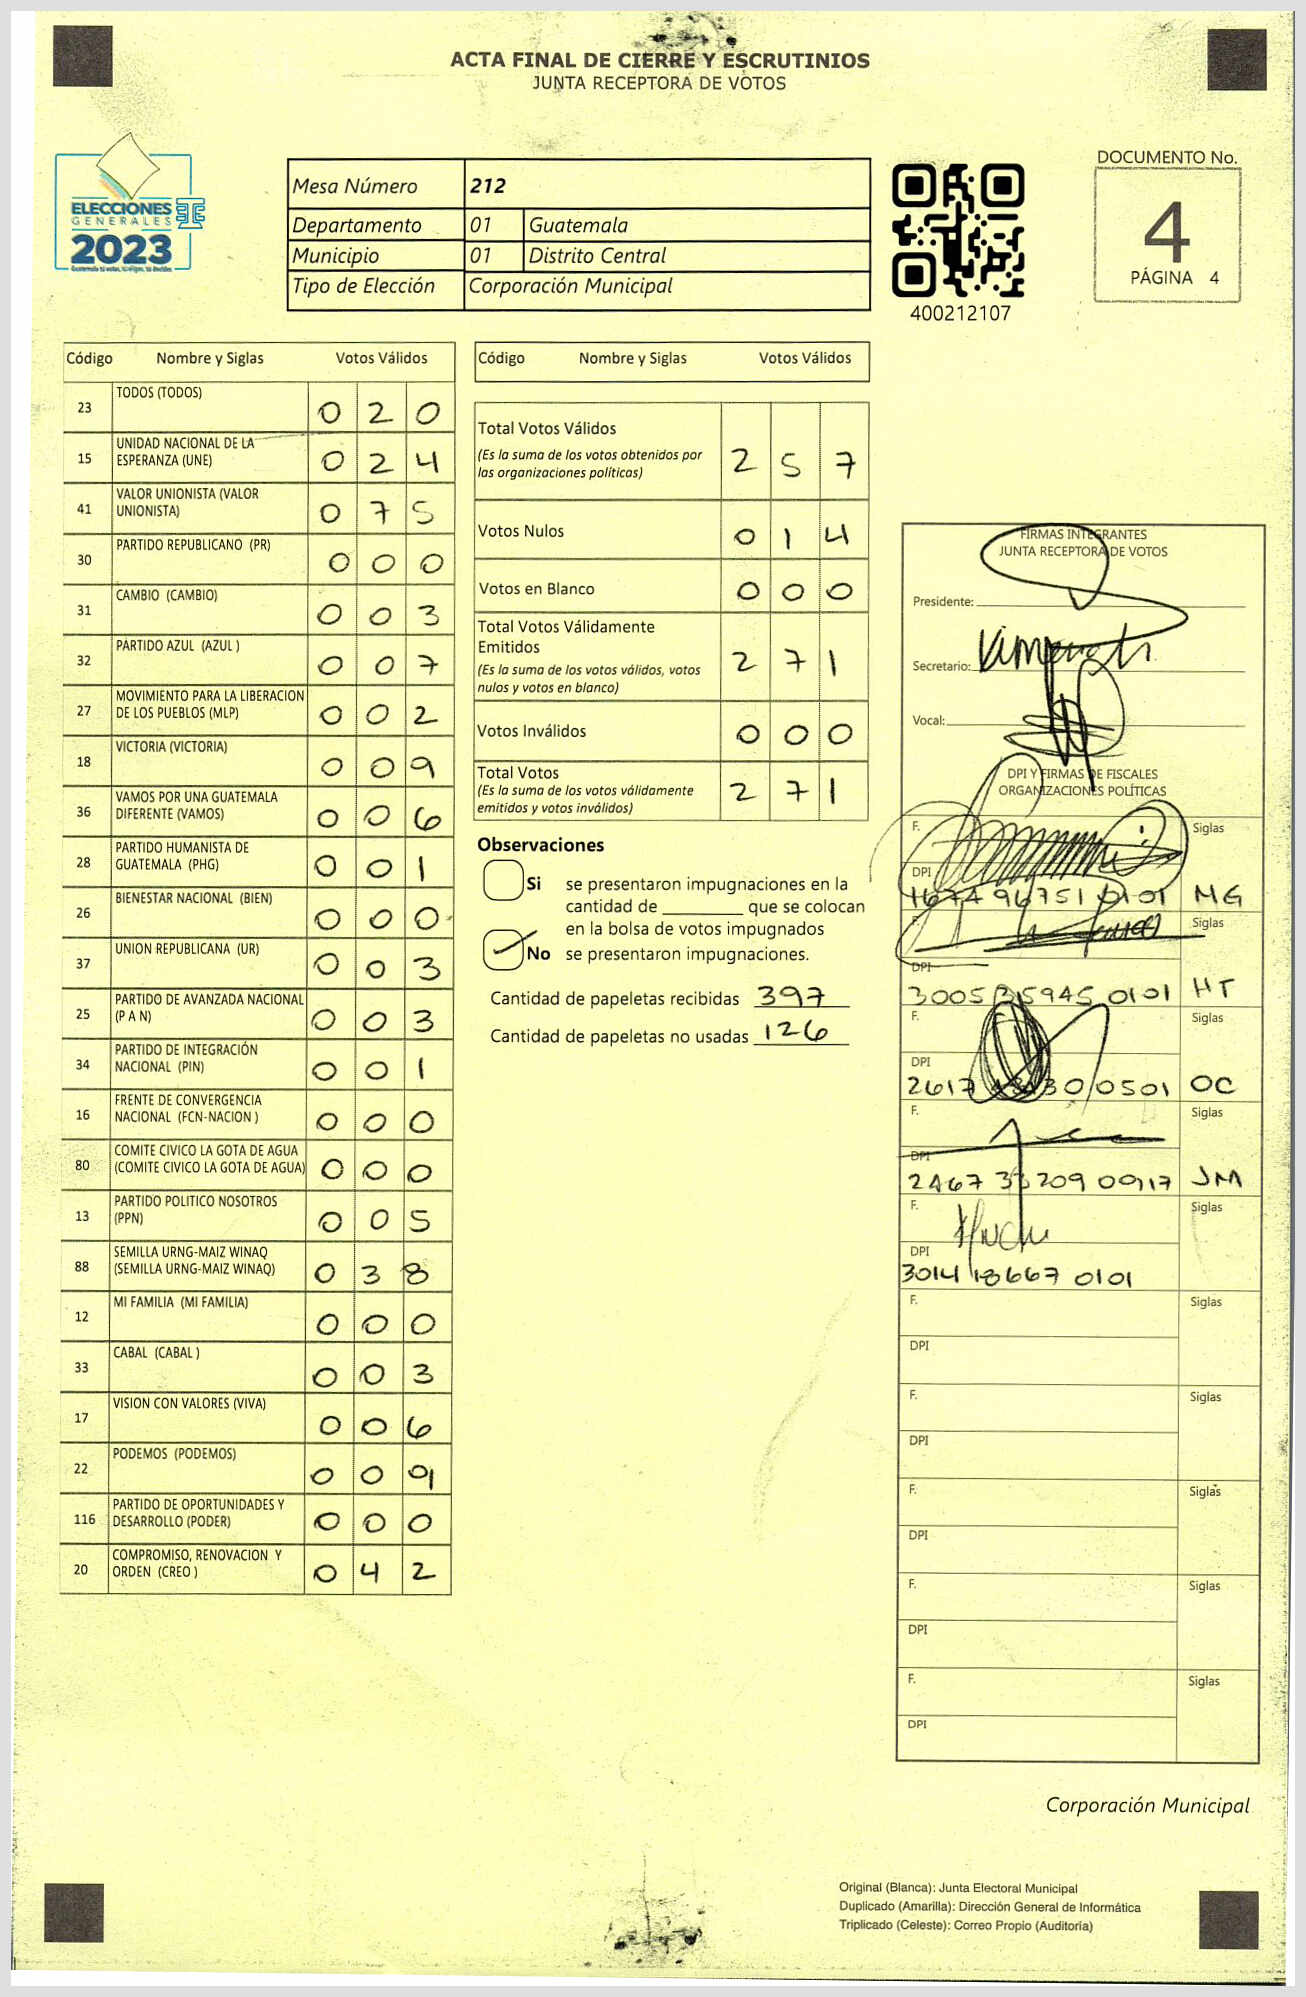 ACTA FINAL DE CIERRE Y ESCRUTINIOS
JUNTA RECEPTORA DE VOTOS
ELECCIONES
GENERALES
2023
Mesa Número 212
Departamento 01 Guatemala
Municipio 01 Distrito Central
Tipo de Elección Corporación Municipal
400212107
DOCUMENTO No.
4
PÁGINA 4
Código Nombre y Siglas Votos Válidos
23 TODOS (TODOS) 0 2 0
15 UNIDAD NACIONAL DE LA ESPERANZA (UNE) 0 2 4
41 VALOR UNIONISTA (VALOR UNIONISTA) 0 7 5
30 PARTIDO REPUBLICANO (PR) 0 0 0
31 CAMBIO (CAMBIO) 0 0 3
32 PARTIDO AZUL (AZUL ) 0 0 7
27 MOVIMIENTO PARA LA LIBERACION DE LOS PUEBLOS (MLP) 0 0 2
18 VICTORIA (VICTORIA) 0 0 9
36 VAMOS POR UNA GUATEMALA DIFERENTE (VAMOS) 0 0 6
28 PARTIDO HUMANISTA DE GUATEMALA (PHG) 0 0 1
26 BIENESTAR NACIONAL (BIEN) 0 0 0
37 UNION REPUBLICANA (UR) 0 0 3
25 PARTIDO DE AVANZADA NACIONAL (P A N) 0 0 3
34 PARTIDO DE INTEGRACIÓN NACIONAL (PIN) 0 0 1
16 FRENTE DE CONVERGENCIA NACIONAL (FCN-NACION ) 0 0 0
80 COMITE CIVICO LA GOTA DE AGUA (COMITE CIVICO LA GOTA DE AGUA) 0 0 0
13 PARTIDO POLITICO NOSOTROS (PPN) 0 0 5
88 SEMILLA URNG-MAIZ WINAQ (SEMILLA URNG-MAIZ WINAQ) 0 3 8
12 MI FAMILIA (MI FAMILIA) 0 0 0
33 CABAL (CABAL ) 0 0 3
17 VISION CON VALORES (VIVA) 0 0 6
22 PODEMOS (PODEMOS) 0 0 9
116 PARTIDO DE OPORTUNIDADES Y DESARROLLO (PODER) 0 0 0
20 COMPROMISO, RENOVACION Y ORDEN (CREO ) 0 4 2
Código Nombre y Siglas Votos Válidos
Total Votos Válidos 2 5 7
(Es la suma de los votos obtenidos por
las organizaciones políticas)
Votos Nulos 0 1 4
Votos en Blanco 0 0 0
Total Votos Válidamente
Emitidos 2 7 1
(Es la suma de los votos válidos, votos
nulos y votos en blanco)
Votos Inválidos 0 0 0
Total Votos 2 7 1
(Es la suma de los votos válidamente
emitidos y votos inválidos)
Observaciones
Si se presentaron impugnaciones en la
cantidad de ________ que se colocan
en la bolsa de votos impugnados
No se presentaron impugnaciones.
Cantidad de papeletas recibidas 397
Cantidad de papeletas no usadas 126
FIRMAS INTEGRANTES
JUNTA RECEPTORA DE VOTOS
Presidente:
Secretario:
Vocal:
DPI Y FIRMAS DE FISCALES
ORGANIZACIONES POLÍTICAS
F. Siglas
DPI
MG
F. Siglas
DPI
0101 HT
F. Siglas
DPI
2617 0501 OC
F. Siglas
DPI
2467 JM
F. Siglas
DPI
3014 18667 0101
F. Siglas
DPI
F. Siglas
DPI
F. Siglas
DPI
F. Siglas
DPI
F. Siglas
DPI
Corporación Municipal
Original (Blanca): Junta Electoral Municipal
Duplicado (Amarilla): Dirección General de Informática
Triplicado (Celeste): Correo Propio (Auditoría)